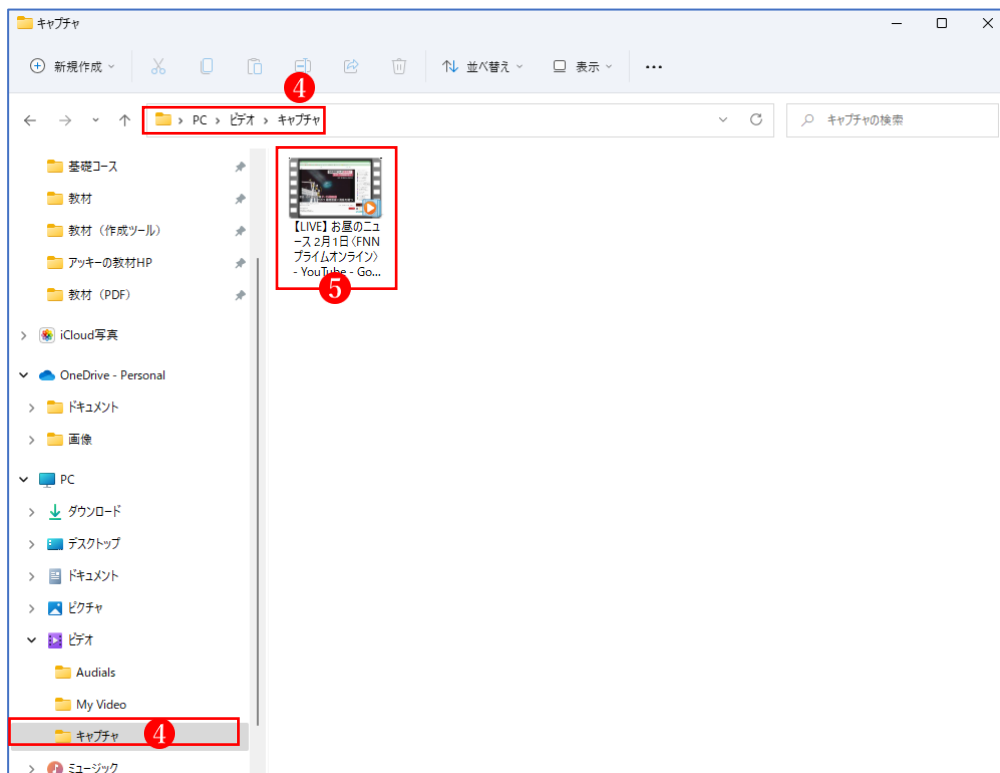 キャプチャ
新規作成
並べ替え
表示
4
PC › ビデオ › キャプチャ
キャプチャの検索
基礎コース
教材
教材（作成ツール）
アッキーの教材HP
教材（PDF）
iCloud写真
OneDrive - Personal
ドキュメント
画像
PC
ダウンロード
デスクトップ
ドキュメント
ピクチャ
ビデオ
Audials
My Video
キャプチャ
4
ミュージック
【LIVE】お昼のニュ
ース 2月1日〈FNN
プライムオンライン〉
- YouTube - Go...
5